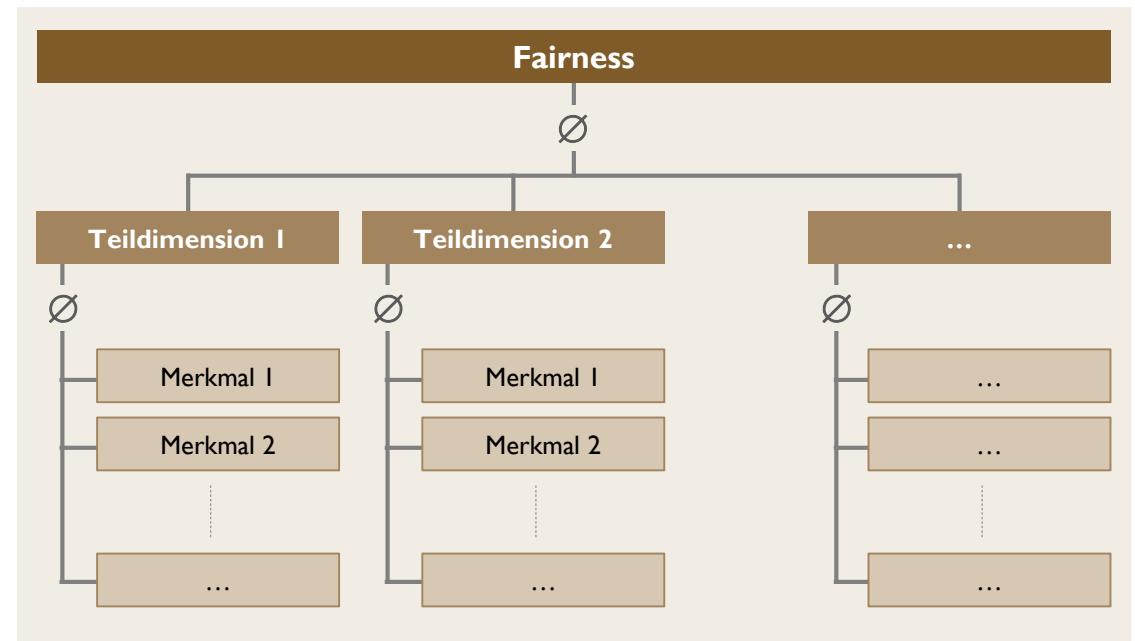 Fairness
Ø
Teildimension 1
Teildimension 2
...
Ø
Ø
Ø
Merkmal 1
Merkmal 1
...
Merkmal 2
Merkmal 2
...
...
...
...